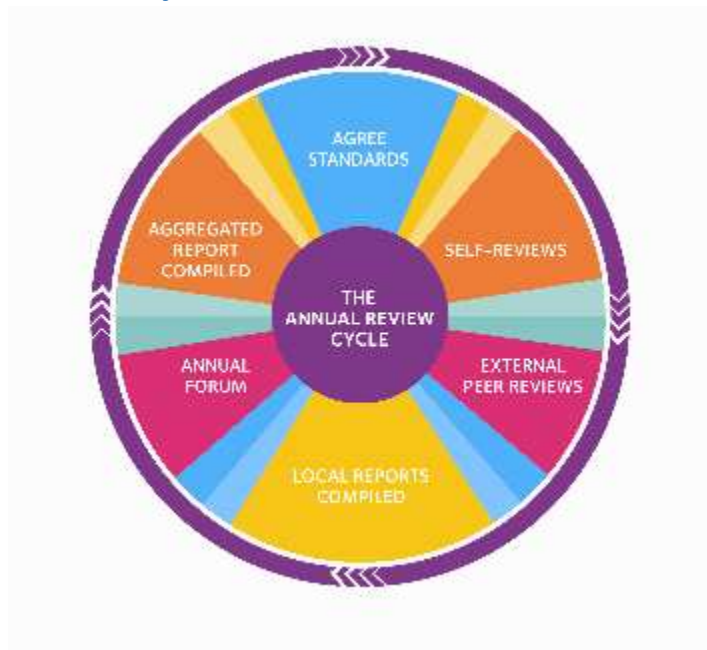 AGREE
STANDARDS
SELF-REVIEWS
EXTERNAL
PEER REVIEWS
LOCAL REPORTS
COMPILED
ANNUAL
FORUM
AGGREGATED
REPORT
COMPILED
THE
ANNUAL REVIEW
CYCLE